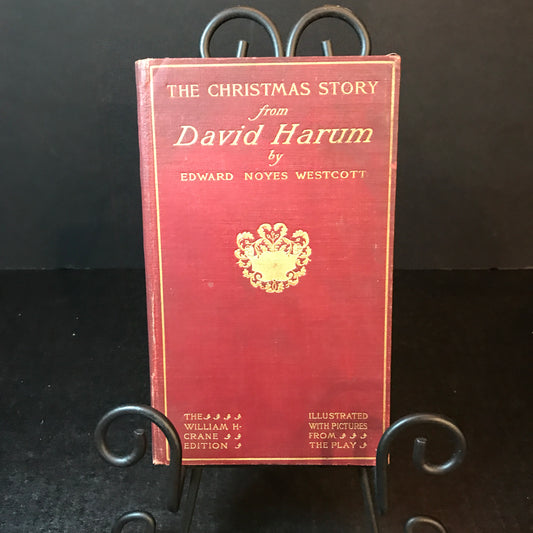 THE CHRISTMAS STORY
from
David Harum
by
EDWARD NOYES WESTCOTT
THE
WILLIAM H·
CRANE
EDITION
ILLUSTRATED
WITH PICTURES
FROM
THE PLAY